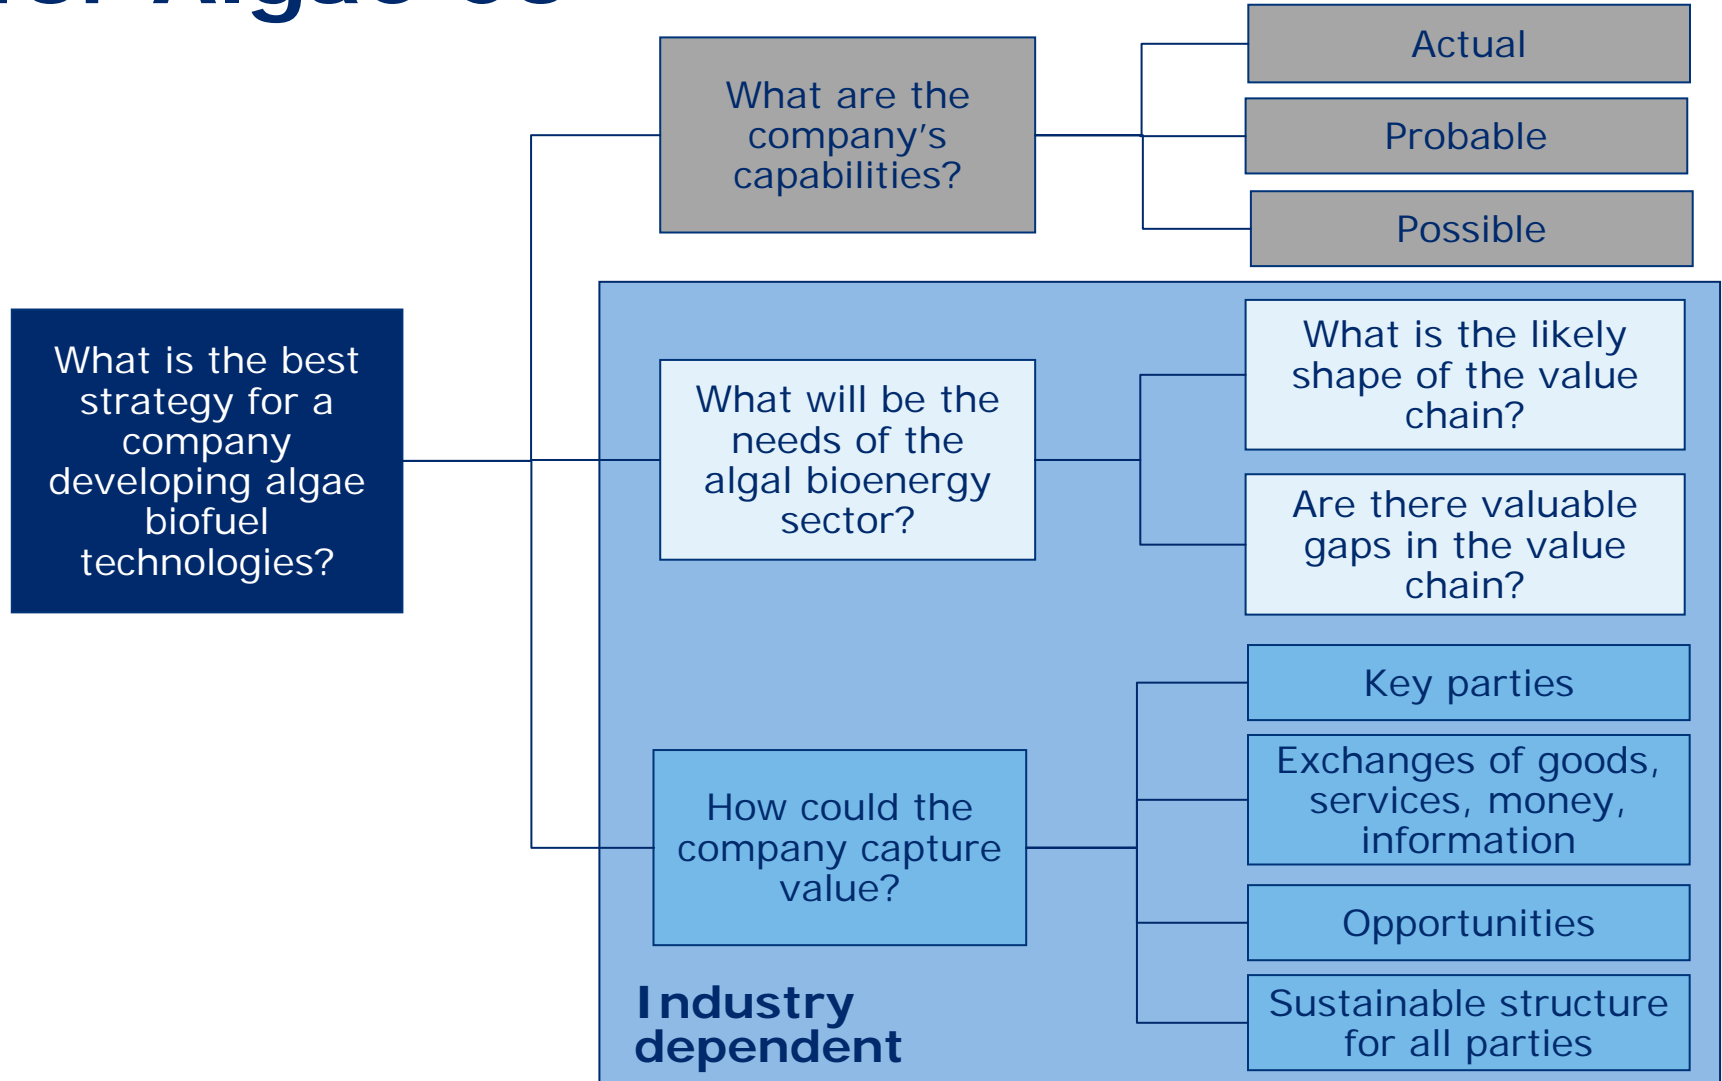 What are the
company's
capabilities?
Actual
Probable
Possible
What is the best
strategy for a
company
developing algae
biofuel
technologies?
What will be the
needs of the
algal bioenergy
sector?
What is the likely
shape of the value
chain?
Are there valuable
gaps in the value
chain?
How could the
company capture
value?
Key parties
Exchanges of goods,
services, money,
information
Opportunities
Sustainable structure
for all parties
Industry
dependent